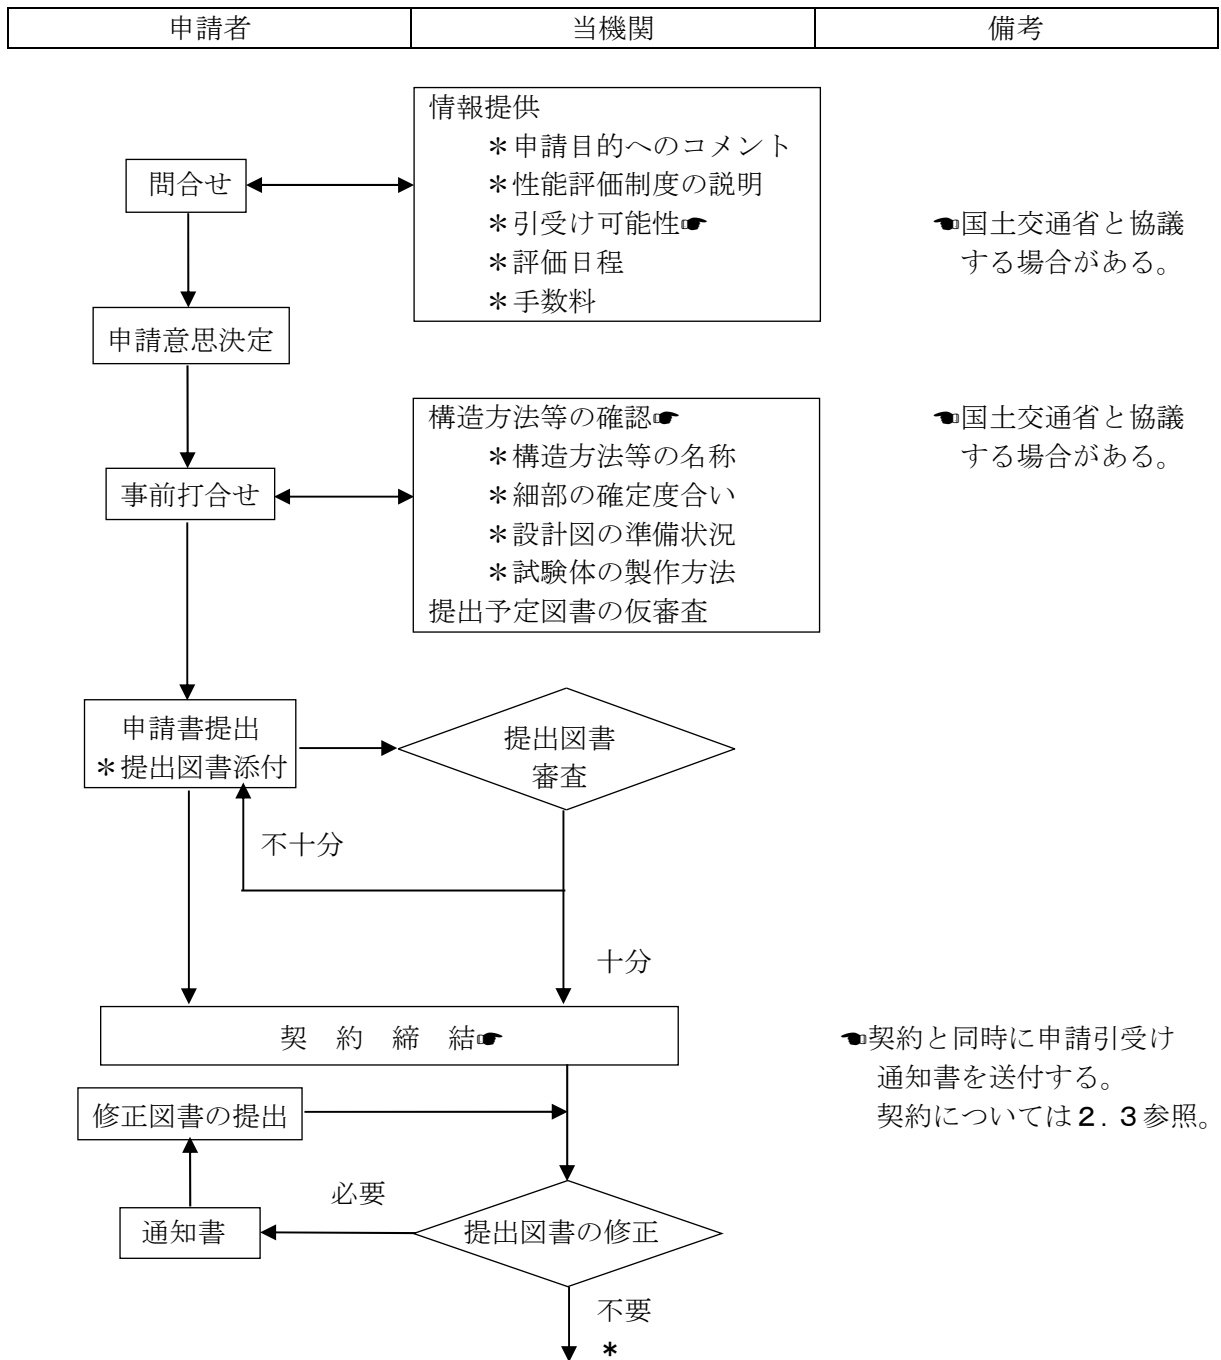 申請者 当機関 備考
情報提供
＊申請目的へのコメント
問合せ
＊性能評価制度の説明
＊引受け可能性☛
☚国土交通省と協議
＊評価日程
する場合がある。
＊手数料
申請意思決定
構造方法等の確認☛
☚国土交通省と協議
＊構造方法等の名称
する場合がある。
事前打合せ
＊細部の確定度合い
＊設計図の準備状況
＊試験体の製作方法
提出予定図書の仮審査
申請書提出
＊提出図書添付
提出図書
審査
不十分
十分
契 約 締 結☛
☚契約と同時に申請引受け
通知書を送付する。
契約については２．３参照。
修正図書の提出
必要
通知書
提出図書の修正
不要
*